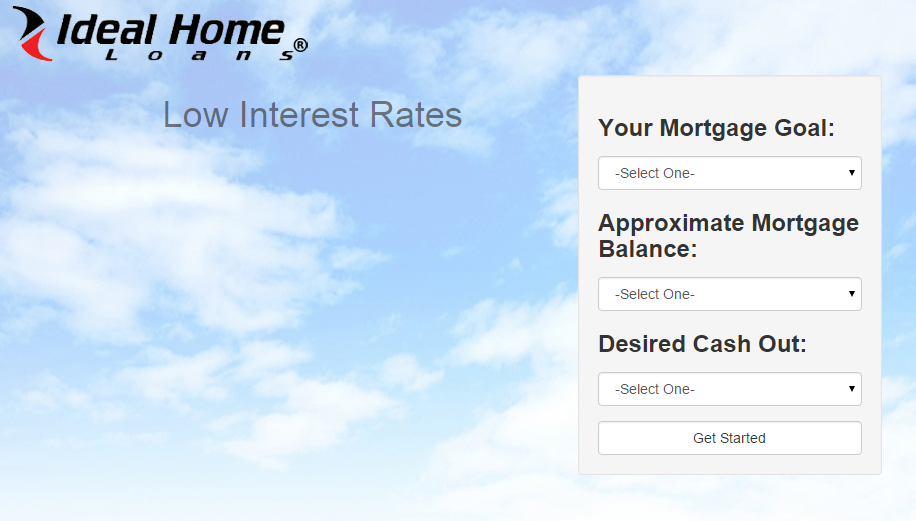 Ideal Home
Loans®
Low Interest Rates
Your Mortgage Goal:
-Select One-
Approximate Mortgage
Balance:
-Select One-
Desired Cash Out:
-Select One-
Get Started